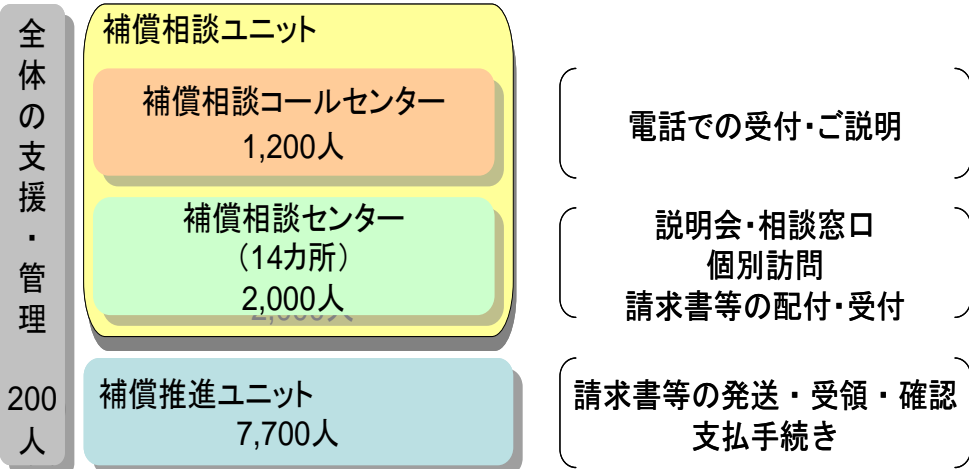 全体の支援・管理
200人
補償相談ユニット
補償相談コールセンター
1,200人
電話での受付・ご説明
補償相談センター
（14カ所）
2,000人
説明会・相談窓口
個別訪問
請求書等の配付・受付
補償推進ユニット
7,700人
請求書等の発送・受領・確認
支払手続き